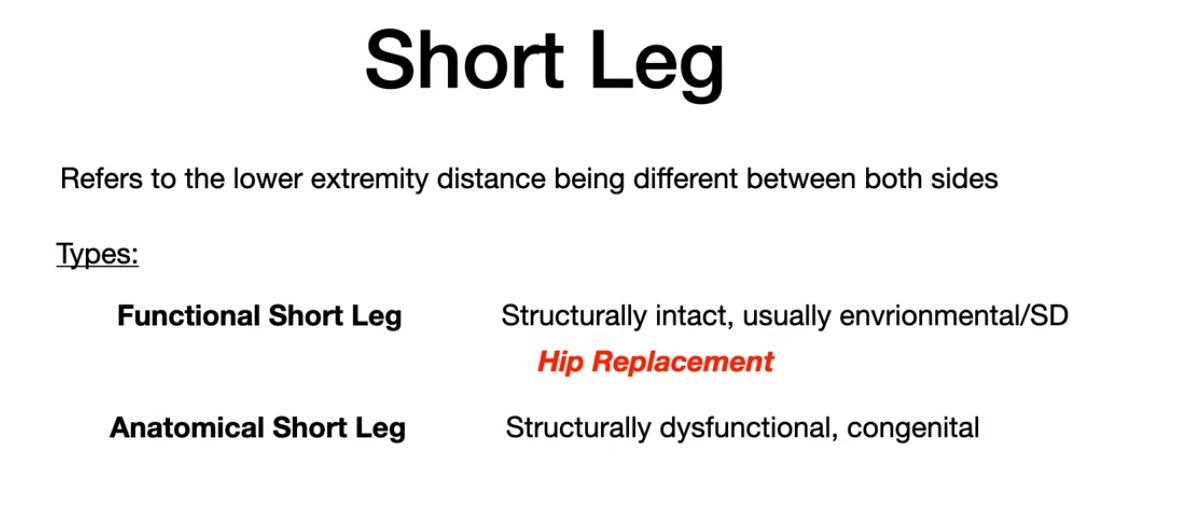 Short Leg
Refers to the lower extremity distance being different between both sides
Types:
Functional Short Leg Structurally intact, usually envrionmental/SD
Hip Replacement
Anatomical Short Leg Structurally dysfunctional, congenital